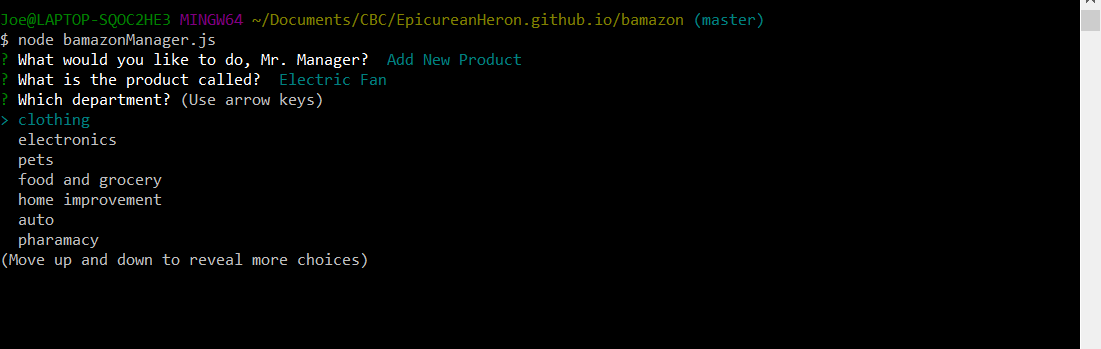 Joe@LAPTOP-SQOC2HE3 MINGW64 ~/Documents/CBC/EpicureanHeron.github.io/bamazon (master)
$ node bamazonManager.js
? What would you like to do, Mr. Manager?  Add New Product
? What is the product called?  Electric Fan
? Which department? (Use arrow keys)
> clothing
  electronics
  pets
  food and grocery
  home improvement
  auto
  pharamacy
(Move up and down to reveal more choices)